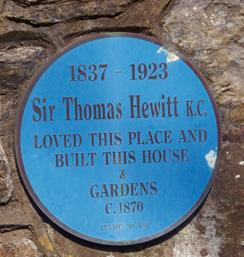 1837 - 1923
Sir Thomas Hewitt K.C.
LOVED THIS PLACE AND
BUILT THIS HOUSE
&
GARDENS
C.1870